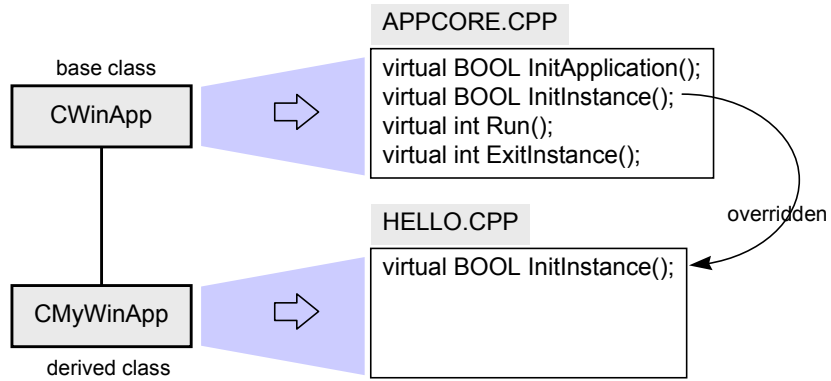 APPCORE.CPP
base class
CWinApp
virtual BOOL InitApplication();
virtual BOOL InitInstance();
virtual int Run();
virtual int ExitInstance();
overridden
HELLO.CPP
virtual BOOL InitInstance();
CMyWinApp
derived class